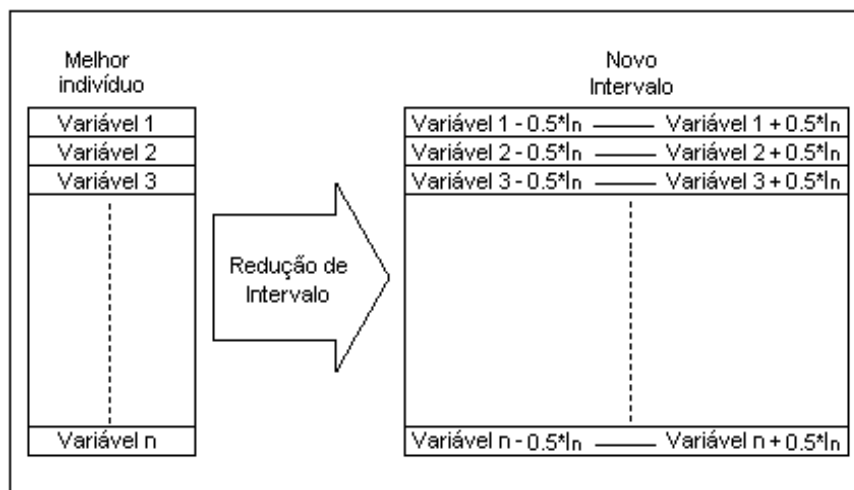 Melhor
indivíduo
Novo
Intervalo
Variável 1
Variável 2
Variável 3
Variável n
Redução de
Intervalo
Variável 1 - 0.5*In —— Variável 1 + 0.5*In
Variável 2 - 0.5*In —— Variável 2 + 0.5*In
Variável 3 - 0.5*In —— Variável 3 + 0.5*In
Variável n - 0.5*In —— Variável n + 0.5*In